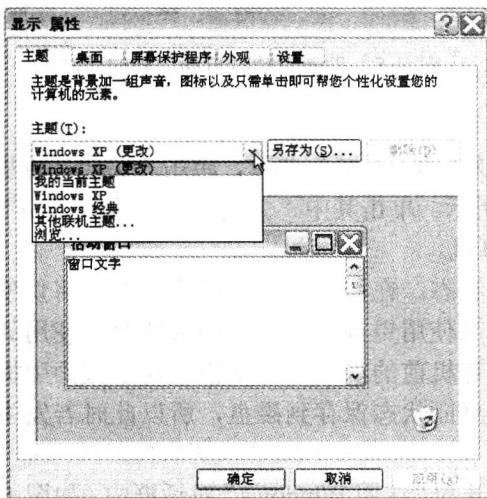 显示 属性
主题 桌面 屏幕保护程序 外观 设置
主题是背景加一组声音，图标以及只需单击即可帮您个性化设置您的
计算机的元素。
主题(T):
Windows XP (更改) 另存为(S)... 删除(D)
Windows XP (更改)
我的当前主题
Windows XP
Windows 经典
其他联机主题...
浏览...
活动窗口
窗口文字
确定 取消 应用(A)